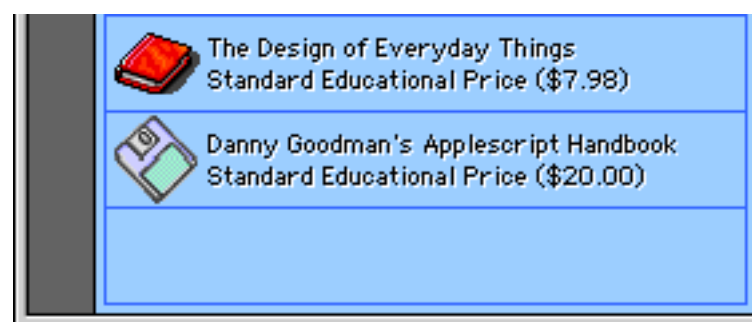 The Design of Everyday Things
Standard Educational Price ($7.98)
Danny Goodman's Applescript Handbook
Standard Educational Price ($20.00)